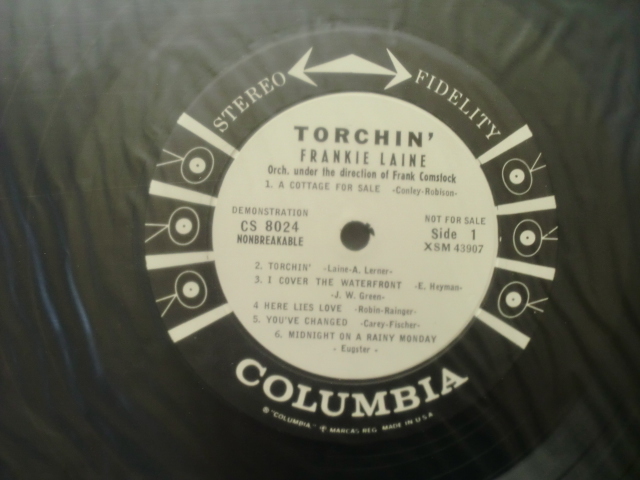 STEREO FIDELITY
TORCHIN'
FRANKIE LAINE
Orch. under the direction of Frank Comstock
1. A COTTAGE FOR SALE -Conley-Robison-
DEMONSTRATION
CS 8024
NONBREAKABLE
NOT FOR SALE
Side 1
XSM 43907
2. TORCHIN' -Laine-A. Lerner-
3. I COVER THE WATERFRONT -E. Heyman-
-J. W. Green-
4 HERE LIES LOVE -Robin-Rainger-
5. YOU'VE CHANGED -Carey-Fischer-
6. MIDNIGHT ON A RAINY MONDAY
- Eugster -
COLUMBIA
® "COLUMBIA," MARCAS REG. MADE IN U.S.A.